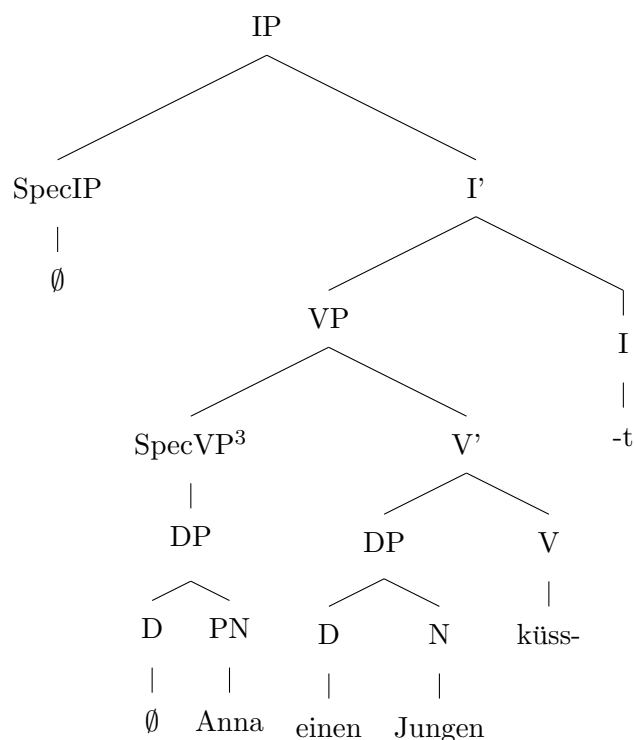 IP
SpecIP I'
∅
VP I
SpecVP³ V' -t
DP DP V
D PN D N küss-
∅ Anna einen Jungen